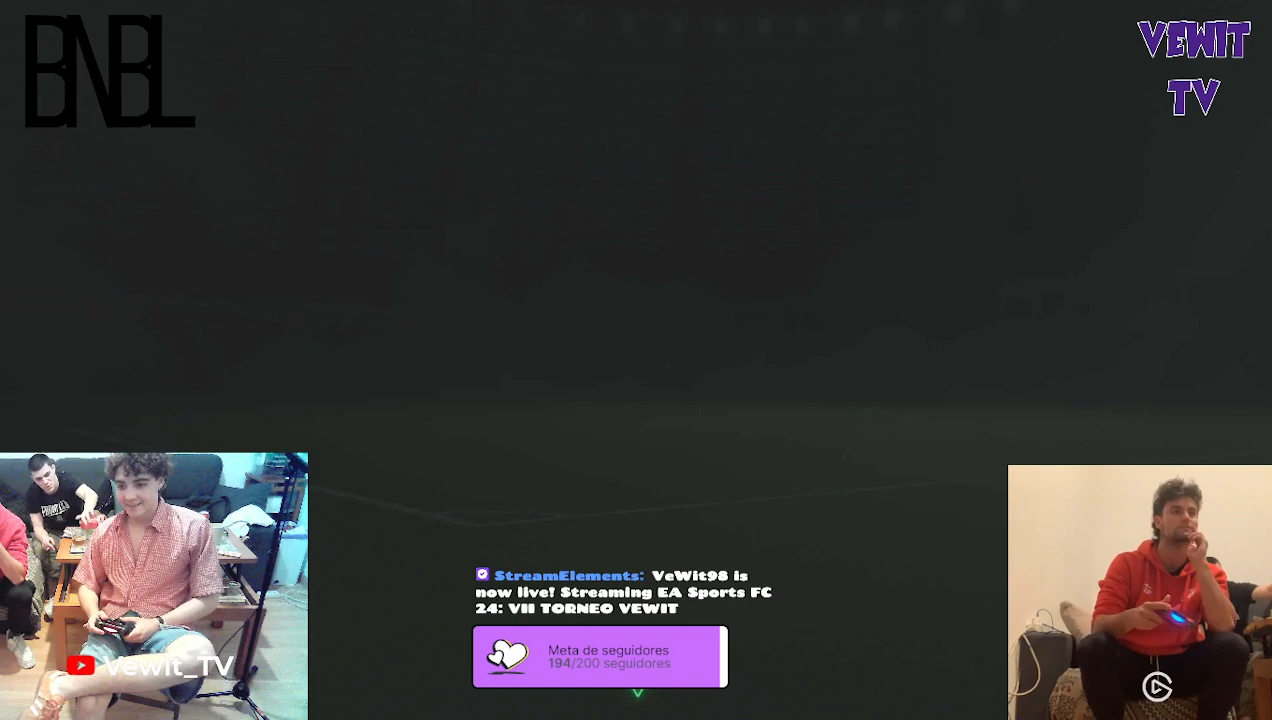 BNBL
VEWIT
TV
StreamElements: VeWit98 is
now live! Streaming EA Sports FC
24: VII TORNEO VEWIT
Meta de seguidores
194/200 seguidores
Vewit_TV